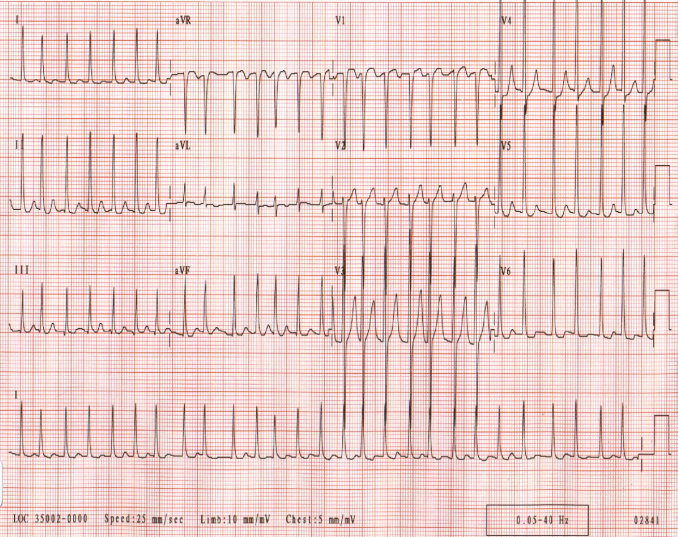 I aVR V1 V4
II aVL V2 V5
III aVF V3 V6
I
LOC 35002-0000 Speed:25 mm/sec Limb:10 mm/mV Chest:5 mm/mV 0.05-40 Hz 02841